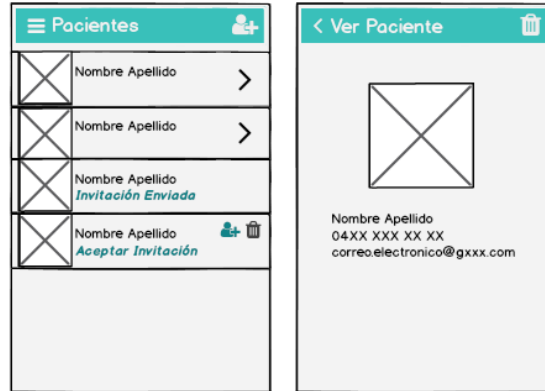 Pacientes
Nombre Apellido
Nombre Apellido
Nombre Apellido
Invitación Enviada
Nombre Apellido
Aceptar Invitación
Ver Paciente
Nombre Apellido
04XX XXX XX XX
correo.electronico@gxxx.com